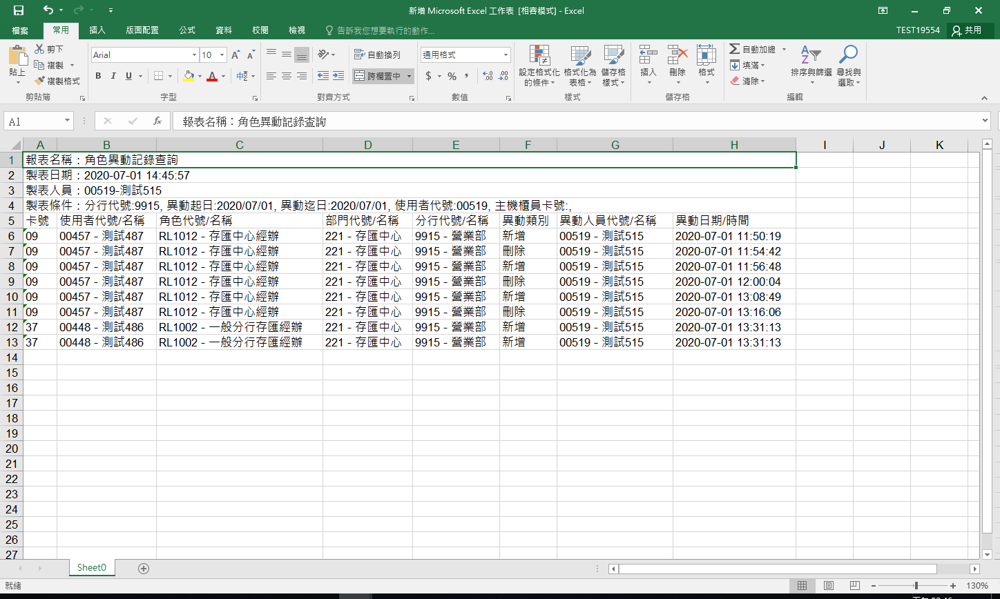 新增 Microsoft Excel 工作表 [相容模式] - Excel
檔案 常用 插入 版面配置 公式 資料 校閱 檢視 告訴我您想要執行的動作... TEST19554 共用
貼上 剪下 複製 複製格式 剪貼簿
Arial 10 B I U A 中 字型
自動換列 跨欄置中 對齊方式
通用格式 $ % , 數值
設定格式化的條件 格式化為表格 儲存格樣式 樣式
插入 刪除 格式 儲存格
自動加總 填滿 清除 排序與篩選 尋找與選取 編輯
A1 fx 報表名稱：角色異動記錄查詢
A B C D E F G H I J K
1 報表名稱：角色異動記錄查詢
2 製表日期：2020-07-01 14:45:57
3 製表人員：00519-測試515
4 製表條件：分行代號:9915, 異動起日:2020/07/01, 異動迄日:2020/07/01, 使用者代號:00519, 主機櫃員卡號:,
5 卡號 使用者代號/名稱 角色代號/名稱 部門代號/名稱 分行代號/名稱 異動類別 異動人員代號/名稱 異動日期/時間
6 09 00457 - 測試487 RL1012 - 存匯中心經辦 221 - 存匯中心 9915 - 營業部 新增 00519 - 測試515 2020-07-01 11:50:19
7 09 00457 - 測試487 RL1012 - 存匯中心經辦 221 - 存匯中心 9915 - 營業部 刪除 00519 - 測試515 2020-07-01 11:54:42
8 09 00457 - 測試487 RL1012 - 存匯中心經辦 221 - 存匯中心 9915 - 營業部 新增 00519 - 測試515 2020-07-01 11:56:48
9 09 00457 - 測試487 RL1012 - 存匯中心經辦 221 - 存匯中心 9915 - 營業部 刪除 00519 - 測試515 2020-07-01 12:00:04
10 09 00457 - 測試487 RL1012 - 存匯中心經辦 221 - 存匯中心 9915 - 營業部 新增 00519 - 測試515 2020-07-01 13:08:49
11 09 00457 - 測試487 RL1012 - 存匯中心經辦 221 - 存匯中心 9915 - 營業部 刪除 00519 - 測試515 2020-07-01 13:16:06
12 37 00448 - 測試486 RL1002 - 一般分行存匯經辦 221 - 存匯中心 9915 - 營業部 新增 00519 - 測試515 2020-07-01 13:31:13
13 37 00448 - 測試486 RL1002 - 一般分行存匯經辦 221 - 存匯中心 9915 - 營業部 新增 00519 - 測試515 2020-07-01 13:31:13
14
15
16
17
18
19
20
21
22
23
24
25
26
27
Sheet0
就緒 130%